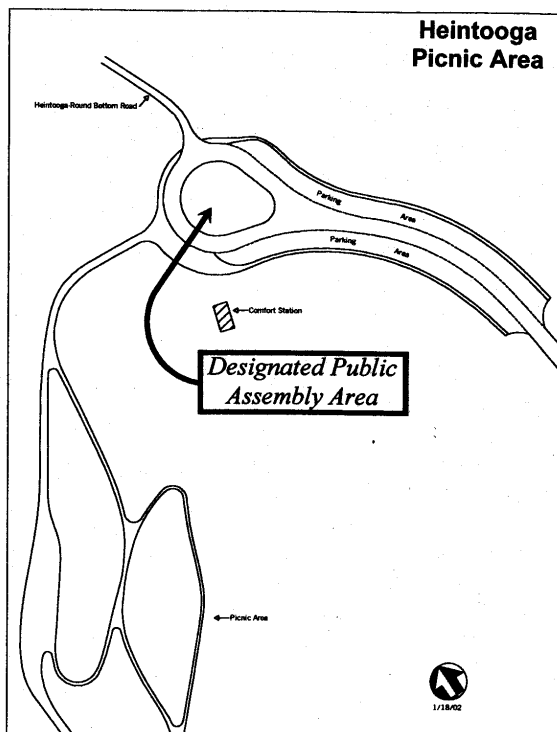 Heintooga
Picnic Area
Heintooga-Round Bottom Road
Parking Area
Parking Area
Comfort Station
Designated Public
Assembly Area
Picnic Area
1/18/02